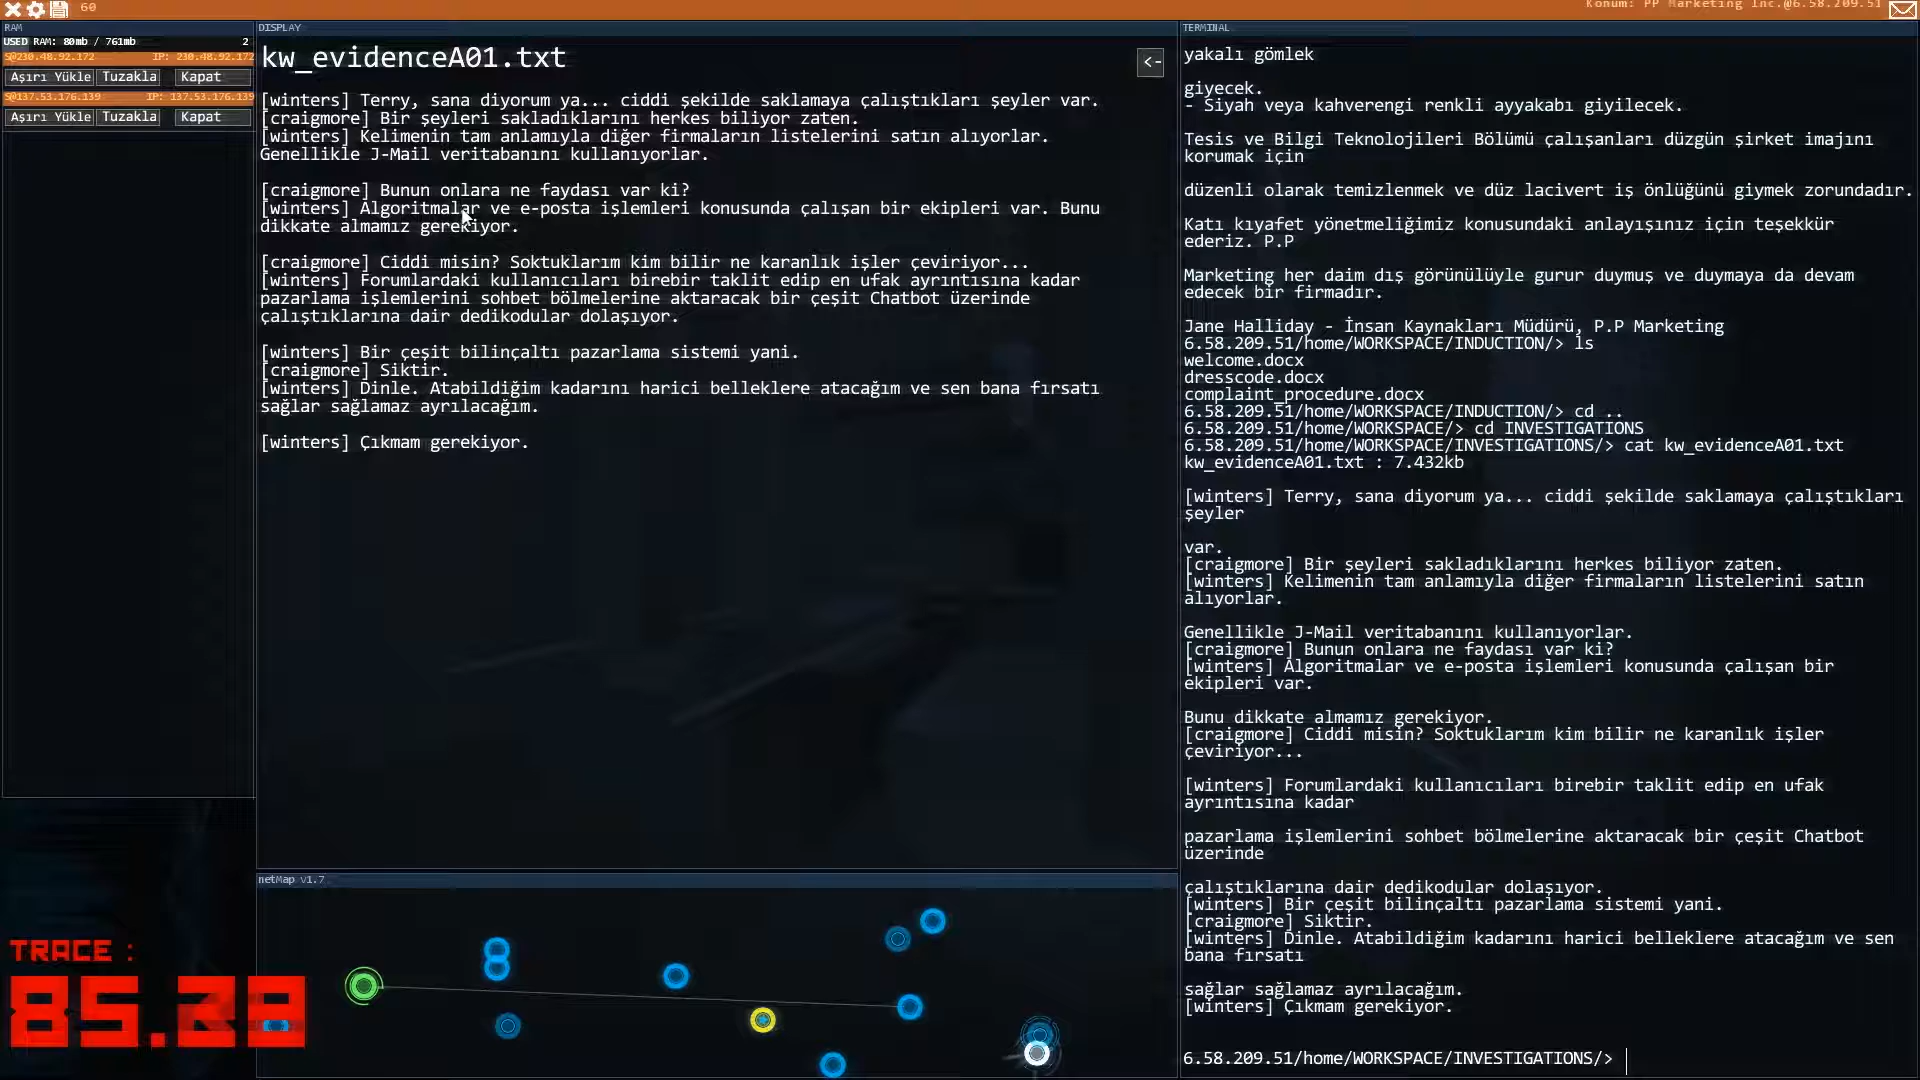 60
Konum: PP Marketing Inc.@6.58.209.51
RAM
USED RAM: 80mb / 761mb 2
S@230.48.92.172 IP: 230.48.92.172
Aşırı Yükle Tuzakla Kapat
S@137.53.176.139 IP: 137.53.176.139
Aşırı Yükle Tuzakla Kapat
DISPLAY
kw_evidenceA01.txt
<-
[winters] Terry, sana diyorum ya... ciddi şekilde saklamaya çalıştıkları şeyler var.
[craigmore] Bir şeyleri sakladıklarını herkes biliyor zaten.
[winters] Kelimenin tam anlamıyla diğer firmaların listelerini satın alıyorlar.
Genellikle J-Mail veritabanını kullanıyorlar.
[craigmore] Bunun onlara ne faydası var ki?
[winters] Algoritmalar ve e-posta işlemleri konusunda çalışan bir ekipleri var. Bunu
dikkate almamız gerekiyor.
[craigmore] Ciddi misin? Soktuklarım kim bilir ne karanlık işler çeviriyor...
[winters] Forumlardaki kullanıcıları birebir taklit edip en ufak ayrıntısına kadar
pazarlama işlemlerini sohbet bölmelerine aktaracak bir çeşit Chatbot üzerinde
çalıştıklarına dair dedikodular dolaşıyor.
[winters] Bir çeşit bilinçaltı pazarlama sistemi yani.
[craigmore] Siktir.
[winters] Dinle. Atabildiğim kadarını harici belleklere atacağım ve sen bana fırsatı
sağlar sağlamaz ayrılacağım.
[winters] Çıkmam gerekiyor.
netMap v1.7
TRACE :
85.28
TERMINAL
yakalı gömlek
giyecek.
- Siyah veya kahverengi renkli ayyakabı giyilecek.
Tesis ve Bilgi Teknolojileri Bölümü çalışanları düzgün şirket imajını
korumak için
düzenli olarak temizlenmek ve düz lacivert iş önlüğünü giymek zorundadır.
Katı kıyafet yönetmeliğimiz konusundaki anlayışınız için teşekkür
ederiz. P.P
Marketing her daim dış görünülüyle gurur duymuş ve duymaya da devam
edecek bir firmadır.
Jane Halliday - İnsan Kaynakları Müdürü, P.P Marketing
6.58.209.51/home/WORKSPACE/INDUCTION/> ls
welcome.docx
dresscode.docx
complaint_procedure.docx
6.58.209.51/home/WORKSPACE/INDUCTION/> cd ..
6.58.209.51/home/WORKSPACE/> cd INVESTIGATIONS
6.58.209.51/home/WORKSPACE/INVESTIGATIONS/> cat kw_evidenceA01.txt
kw_evidenceA01.txt : 7.432kb
[winters] Terry, sana diyorum ya... ciddi şekilde saklamaya çalıştıkları
şeyler
var.
[craigmore] Bir şeyleri sakladıklarını herkes biliyor zaten.
[winters] Kelimenin tam anlamıyla diğer firmaların listelerini satın
alıyorlar.
Genellikle J-Mail veritabanını kullanıyorlar.
[craigmore] Bunun onlara ne faydası var ki?
[winters] Algoritmalar ve e-posta işlemleri konusunda çalışan bir
ekipleri var.
Bunu dikkate almamız gerekiyor.
[craigmore] Ciddi misin? Soktuklarım kim bilir ne karanlık işler
çeviriyor...
[winters] Forumlardaki kullanıcıları birebir taklit edip en ufak
ayrıntısına kadar
pazarlama işlemlerini sohbet bölmelerine aktaracak bir çeşit Chatbot
üzerinde
çalıştıklarına dair dedikodular dolaşıyor.
[winters] Bir çeşit bilinçaltı pazarlama sistemi yani.
[craigmore] Siktir.
[winters] Dinle. Atabildiğim kadarını harici belleklere atacağım ve sen
bana fırsatı
sağlar sağlamaz ayrılacağım.
[winters] Çıkmam gerekiyor.
6.58.209.51/home/WORKSPACE/INVESTIGATIONS/>